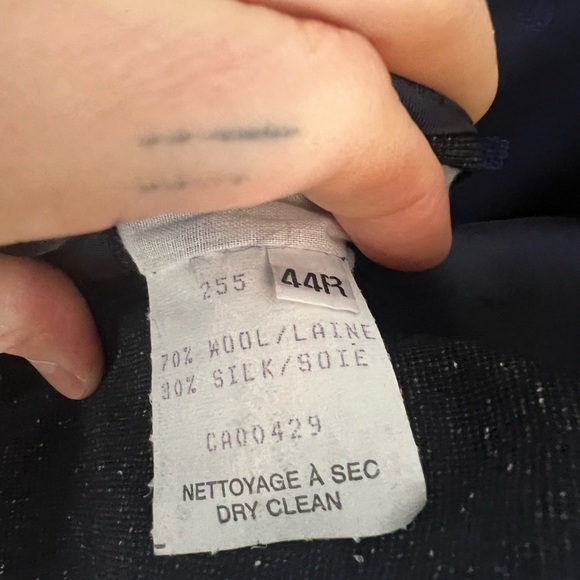 255 44R
70% WOOL/LAINE
30% SILK/SOIE
CA00429
NETTOYAGE À SEC
DRY CLEAN